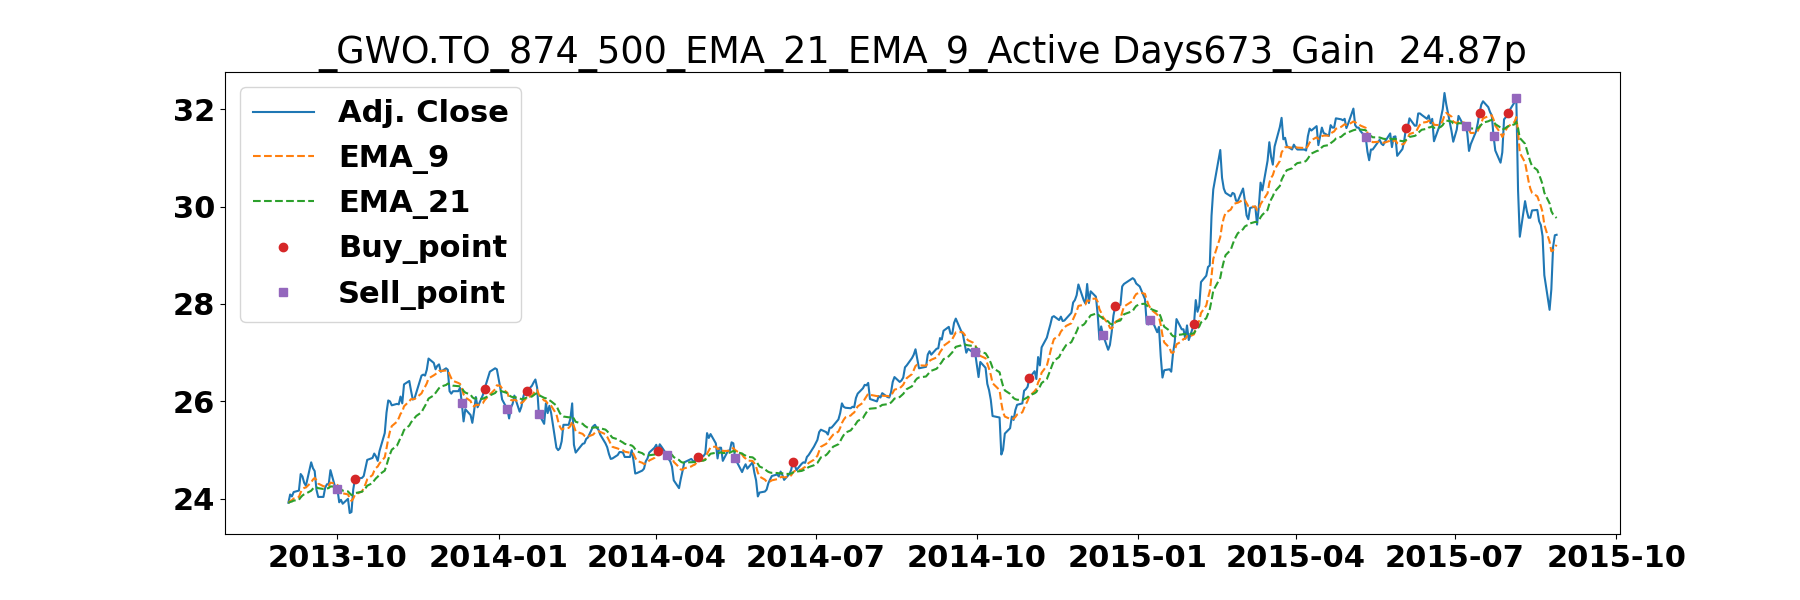 _GWO.TO_874_500_EMA_21_EMA_9_Active Days673_Gain  24.87p
Adj. Close
EMA_9
EMA_21
Buy_point
Sell_point
32
30
28
26
24
2013-10 2014-01 2014-04 2014-07 2014-10 2015-01 2015-04 2015-07 2015-10